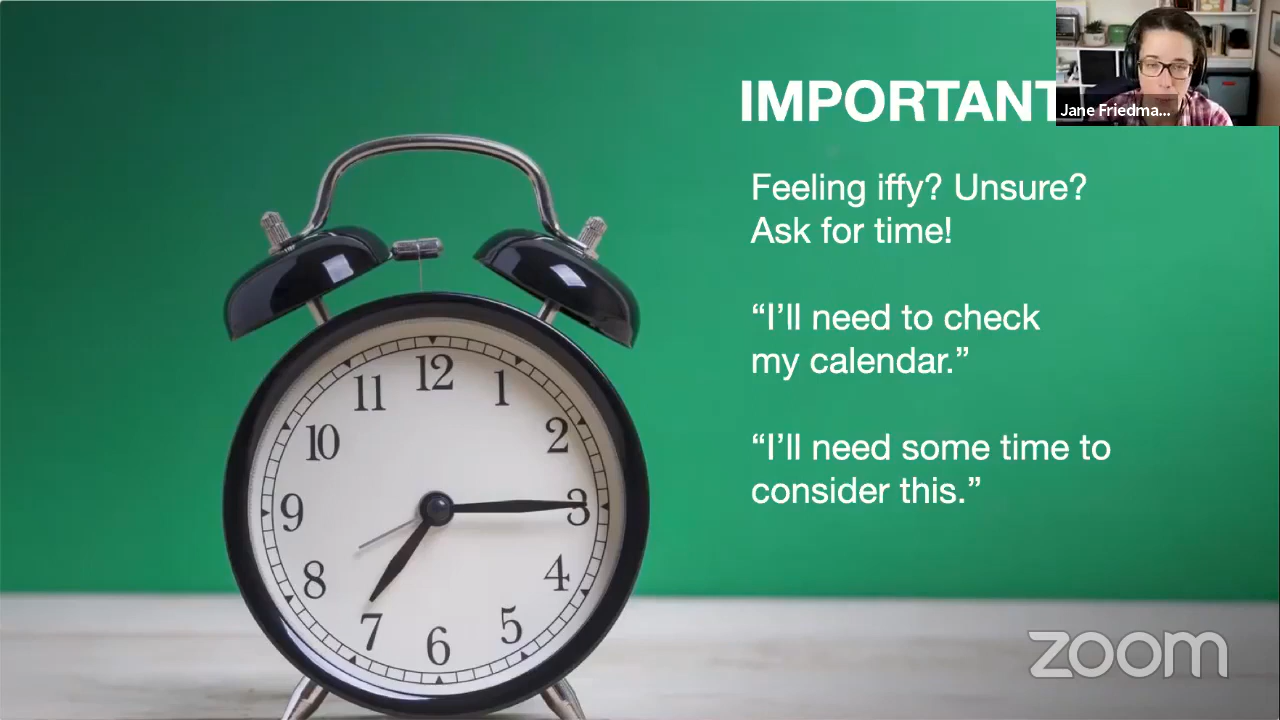 IMPORTANT
Jane Friedma...
Feeling iffy? Unsure?
Ask for time!
“I’ll need to check
my calendar.”
“I’ll need some time to
consider this.”
12
1
2
3
4
5
6
7
8
9
10
11
zoom